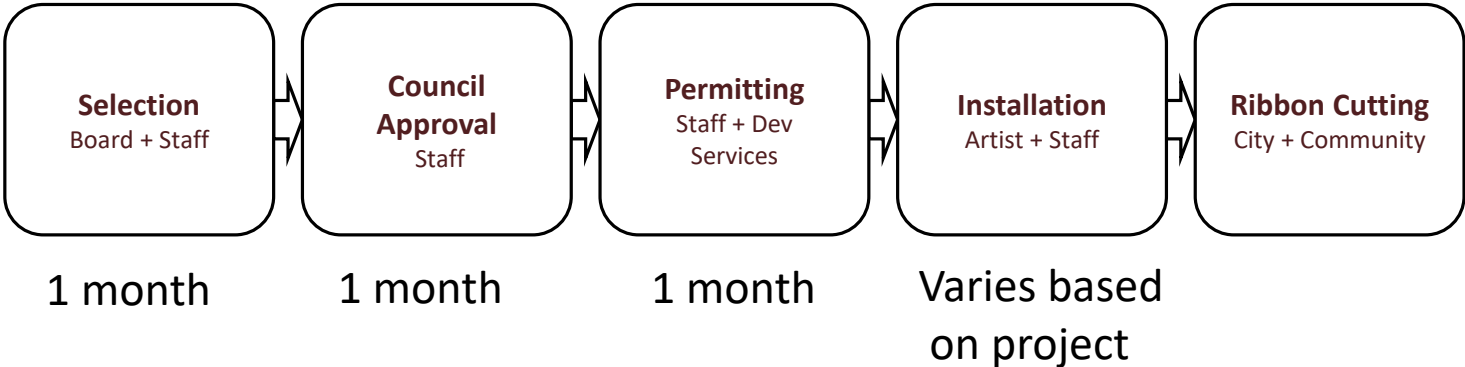 Selection
Board + Staff
Council
Approval
Staff
Permitting
Staff + Dev
Services
Installation
Artist + Staff
Ribbon Cutting
City + Community
1 month
1 month
1 month
Varies based
on project